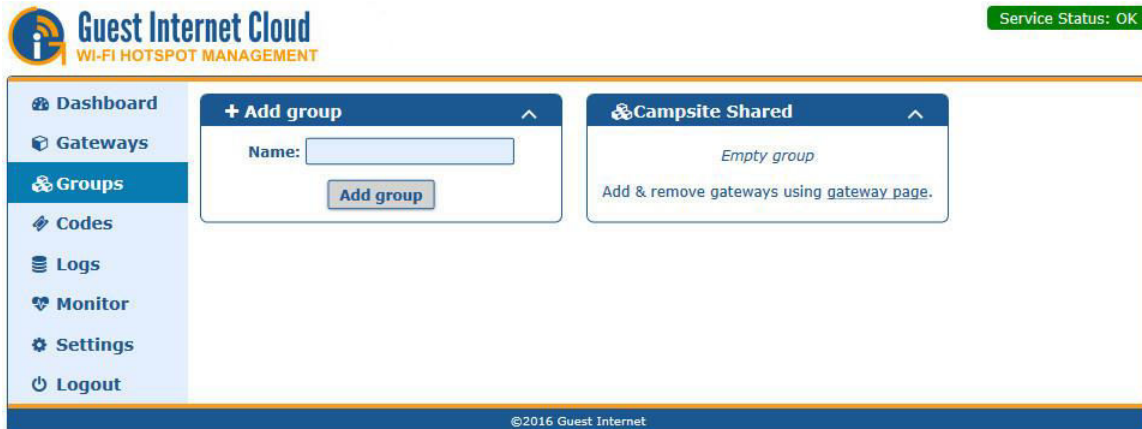 Guest Internet Cloud
WI-FI HOTSPOT MANAGEMENT
Service Status: OK
Dashboard
Gateways
Groups
Codes
Logs
Monitor
Settings
Logout
+ Add group
Name:
Add group
Campsite Shared
Empty group
Add & remove gateways using gateway page.
©2016 Guest Internet